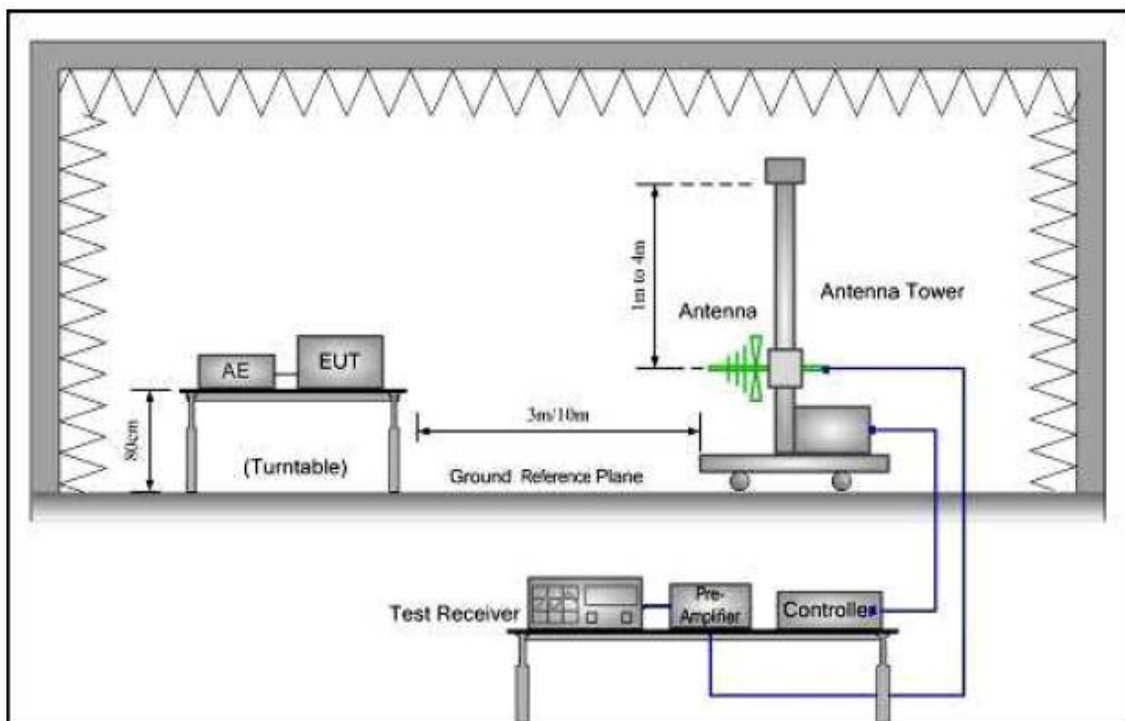 1m to 4m
Antenna
Antenna Tower
AE
EUT
80cm
3m/10m
(Turntable)
Ground Reference Plane
Test Receiver
Pre-
Amplifier
Controller